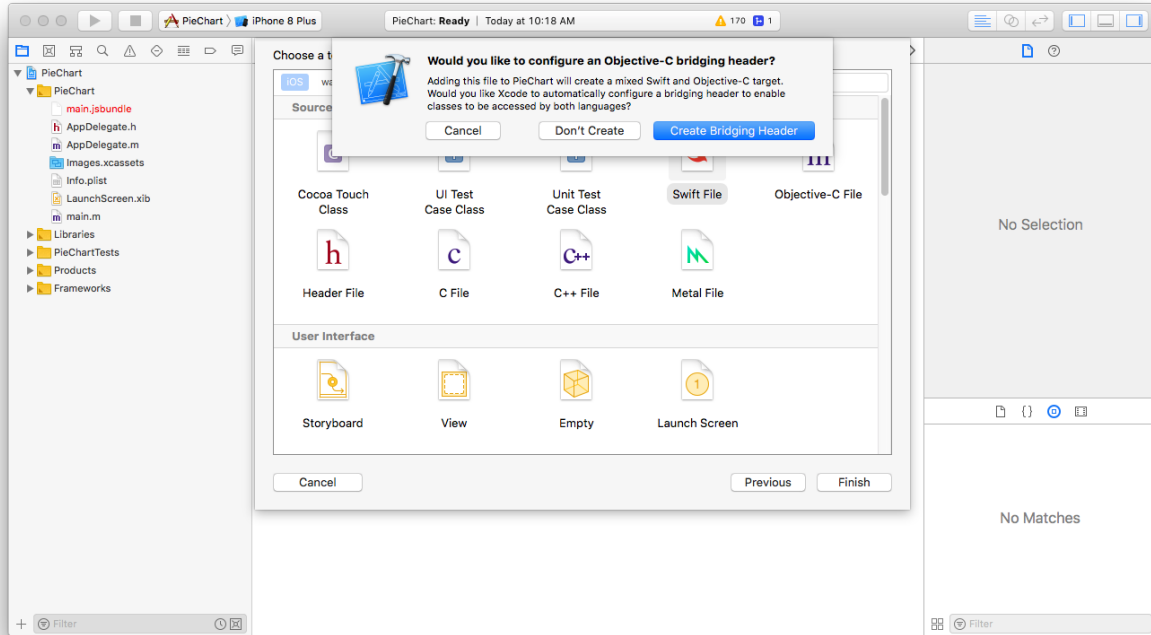 PieChart
iPhone 8 Plus
PieChart: Ready | Today at 10:18 AM
170
1
PieChart
PieChart
main.jsbundle
h AppDelegate.h
m AppDelegate.m
Images.xcassets
Info.plist
LaunchScreen.xib
m main.m
Libraries
PieChartTests
Products
Frameworks
Filter
Choose a t
Would you like to configure an Objective-C bridging header?
Adding this file to PieChart will create a mixed Swift and Objective-C target.
Would you like Xcode to automatically configure a bridging header to enable
classes to be accessed by both languages?
Cancel
Don't Create
Create Bridging Header
iOS
Source
Cocoa Touch
Class
UI Test
Case Class
Unit Test
Case Class
Swift File
m
Objective-C File
h
Header File
c
C File
C++
C++ File
Metal File
User Interface
Storyboard
View
Empty
1
Launch Screen
Cancel
Previous
Finish
No Selection
{ }
No Matches
Filter